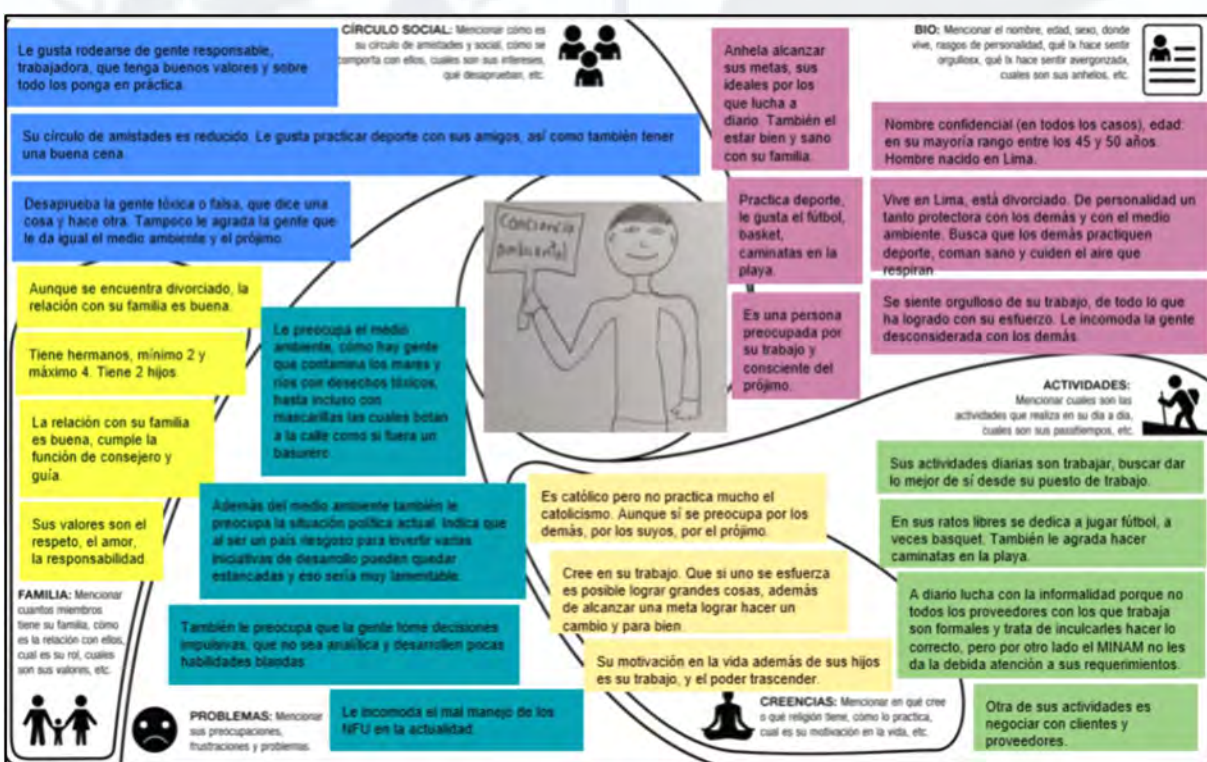 CÍRCULO SOCIAL: Mencionar cómo es
su círculo de amistades y social, cómo se
comporta con ellos, cuales son sus intereses,
qué desaprueban, etc.
Le gusta rodearse de gente responsable,
trabajadora, que tenga buenos valores y sobre
todo los ponga en práctica.
Su círculo de amistades es reducido. Le gusta practicar deporte con sus amigos, así como también tener
una buena cena.
Desaprueba la gente tóxica o falsa, que dice una
cosa y hace otra. Tampoco le agrada la gente que
le da igual el medio ambiente y el prójimo.
BIO: Mencionar el nombre, edad, sexo, donde
vive, rasgos de personalidad, qué lx hace sentir
orgullosx, qué lx hace sentir avergonzadx,
cuales son sus anhelos, etc.
Anhela alcanzar
sus metas, sus
ideales por los
que lucha a
diario. También el
estar bien y sano
con su familia.
Practica deporte,
le gusta el fútbol,
basket,
caminatas en la
playa.
Es una persona
preocupada por
su trabajo y
consciente del
prójimo.
Nombre confidencial (en todos los casos), edad:
en su mayoría rango entre los 45 y 50 años.
Hombre nacido en Lima.
Vive en Lima, está divorciado. De personalidad un
tanto protectora con los demás y con el medio
ambiente. Busca que los demás practiquen
deporte, coman sano y cuiden el aire que
respiran
Se siente orgulloso de su trabajo, de todo lo que
ha logrado con su esfuerzo. Le incomoda la gente
desconsiderada con los demás.
Conciencia
Ambiental
Aunque se encuentra divorciado, la
relación con su familia es buena.
Tiene hermanos, mínimo 2 y
máximo 4. Tiene 2 hijos.
La relación con su familia
es buena, cumple la
función de consejero y
guía.
Sus valores son el
respeto, el amor,
la responsabilidad.
FAMILIA: Mencionar
cuantos miembros
tiene su familia, cómo
es la relación con ellos,
cual es su rol, cuales
son sus valores, etc.
Le preocupa el medio
ambiente, cómo hay gente
que contamina los mares y
ríos con desechos tóxicos,
hasta incluso con
mascarillas las cuales botan
a la calle como si fuera un
basurero.
Además del medio ambiente también le
preocupa la situación política actual. Indica que
al ser un país riesgoso para invertir varias
iniciativas de desarrollo pueden quedar
estancadas y eso sería muy lamentable.
También le preocupa que la gente tome decisiones
impulsivas, que no sea analítica y desarrollen pocas
habilidades blandas.
Le incomoda el mal manejo de los
NFU en la actualidad.
PROBLEMAS: Mencionar
sus preocupaciones,
frustraciones y problemas.
Es católico pero no practica mucho el
catolicismo. Aunque sí se preocupa por los
demás, por los suyos, por el prójimo.
Cree en su trabajo. Que si uno se esfuerza
es posible lograr grandes cosas, además
de alcanzar una meta lograr hacer un
cambio y para bien.
Su motivación en la vida además de sus hijos
es su trabajo, y el poder trascender.
CREENCIAS: Mencionar en qué cree
o qué religión tiene, cómo lo practica,
cual es su motivación en la vida, etc.
ACTIVIDADES:
Mencionar cuales son las
actividades que realiza en su día a día,
cuales son sus pasatiempos, etc.
Sus actividades diarias son trabajar, buscar dar
lo mejor de sí desde su puesto de trabajo.
En sus ratos libres se dedica a jugar fútbol, a
veces basquet. También le agrada hacer
caminatas en la playa.
A diario lucha con la informalidad porque no
todos los proveedores con los que trabaja
son formales y trata de inculcarles hacer lo
correcto, pero por otro lado el MINAM no les
da la debida atención a sus requerimientos.
Otra de sus actividades es
negociar con clientes y
proveedores.